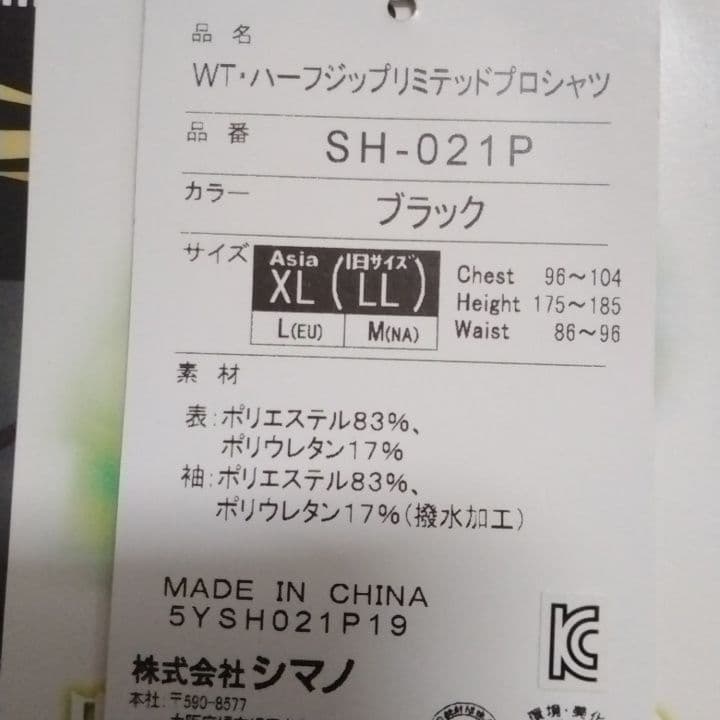 品名
WT・ハーフジップリミテッドプロシャツ
品番
SH-021P
カラー
ブラック
サイズ
Asia XL (旧サイズ LL)
L(EU) M(NA)
Chest 96～104
Height 175～185
Waist 86～96
素材
表:ポリエステル83%、
ポリウレタン17%
袖:ポリエステル83%、
ポリウレタン17%(撥水加工)
MADE IN CHINA
5YSH021P19
KC
株式会社シマノ
本社:〒590-8577
環境・美化